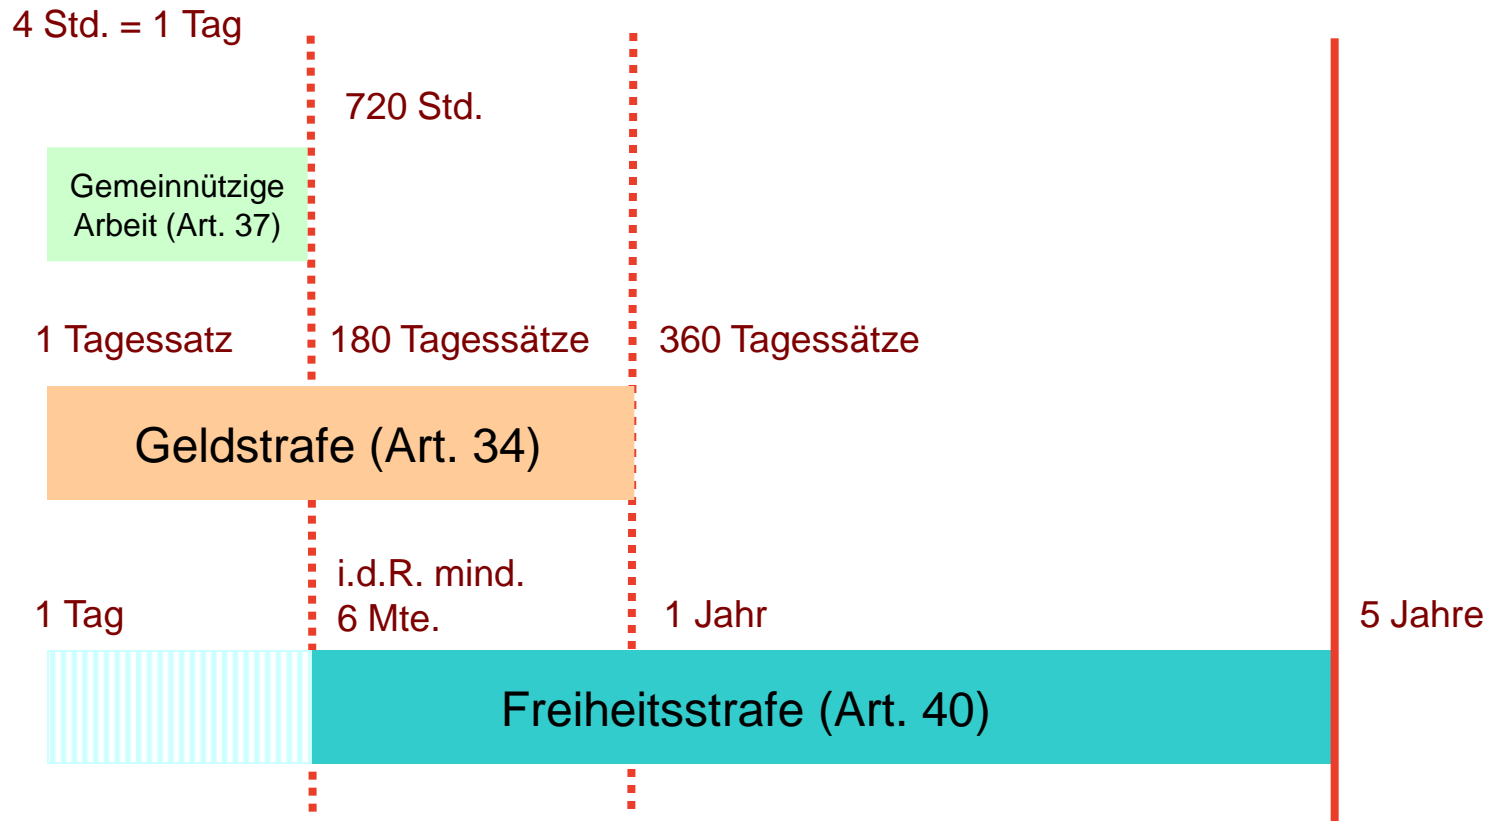 4 Std. = 1 Tag
720 Std.
Gemeinnützige
Arbeit (Art. 37)
1 Tagessatz
180 Tagessätze
360 Tagessätze
Geldstrafe (Art. 34)
i.d.R. mind.
6 Mte.
1 Tag
1 Jahr
5 Jahre
Freiheitsstrafe (Art. 40)